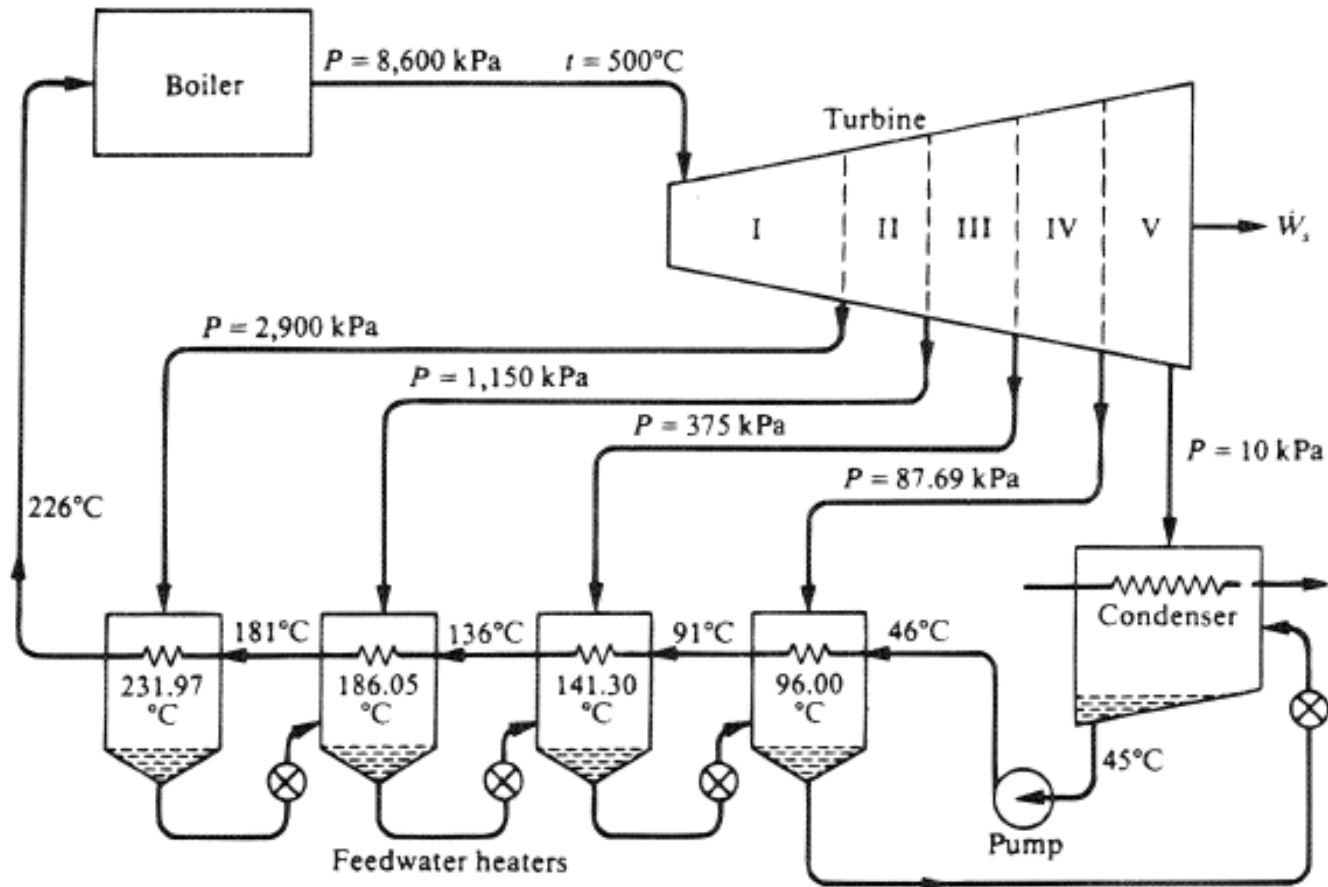 P = 8,600 kPa
t = 500°C
Boiler
Turbine
I
II
III
IV
V
Ẇs
P = 2,900 kPa
P = 1,150 kPa
P = 375 kPa
P = 10 kPa
P = 87.69 kPa
226°C
181°C
136°C
91°C
46°C
Condenser
231.97
°C
186.05
°C
141.30
°C
96.00
°C
45°C
Pump
Feedwater heaters